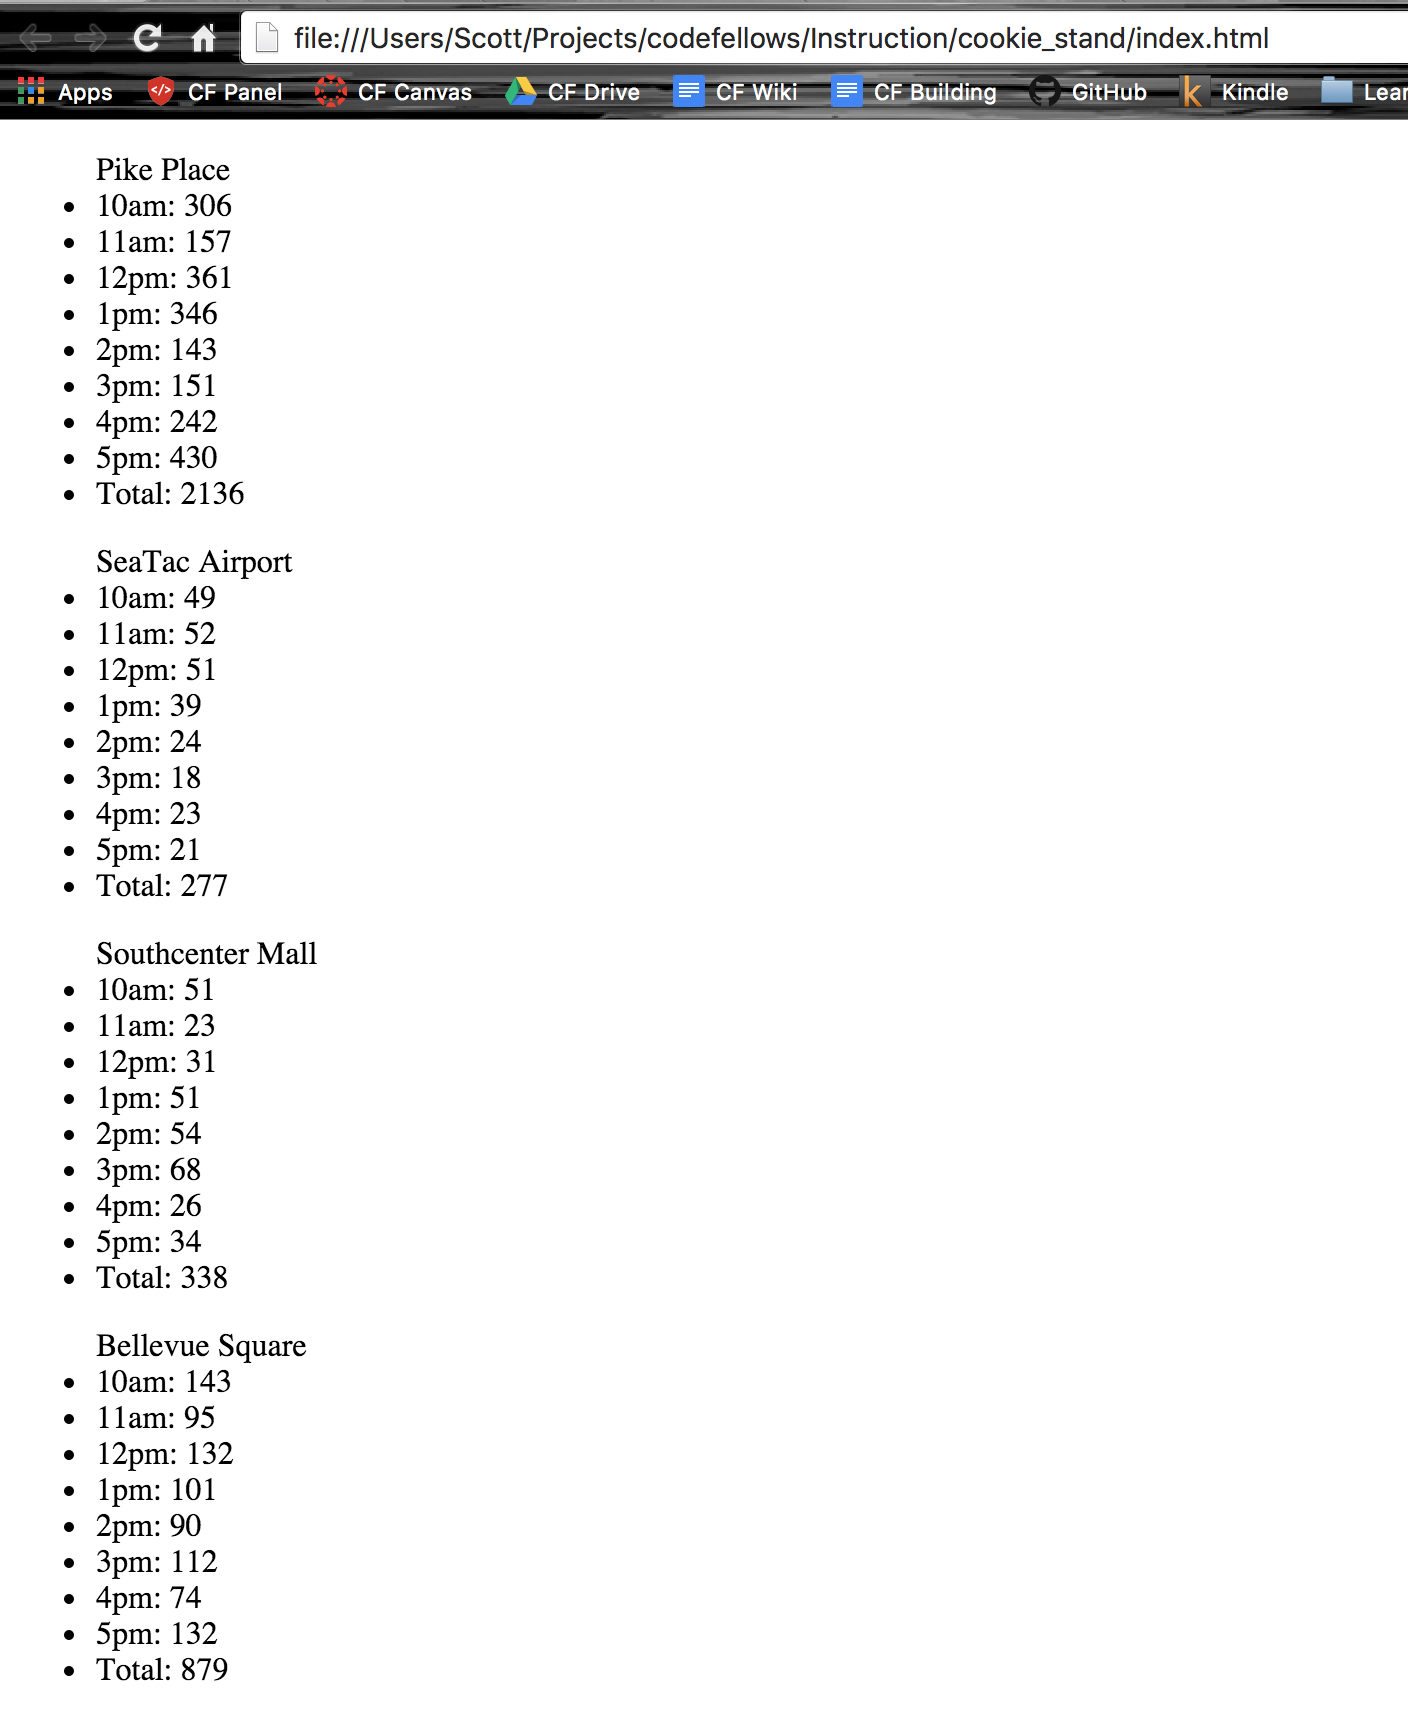 file:///Users/Scott/Projects/codefellows/Instruction/cookie_stand/index.html
Apps CF Panel CF Canvas CF Drive CF Wiki CF Building GitHub Kindle Lear
Pike Place
10am: 306
11am: 157
12pm: 361
1pm: 346
2pm: 143
3pm: 151
4pm: 242
5pm: 430
Total: 2136
SeaTac Airport
10am: 49
11am: 52
12pm: 51
1pm: 39
2pm: 24
3pm: 18
4pm: 23
5pm: 21
Total: 277
Southcenter Mall
10am: 51
11am: 23
12pm: 31
1pm: 51
2pm: 54
3pm: 68
4pm: 26
5pm: 34
Total: 338
Bellevue Square
10am: 143
11am: 95
12pm: 132
1pm: 101
2pm: 90
3pm: 112
4pm: 74
5pm: 132
Total: 879